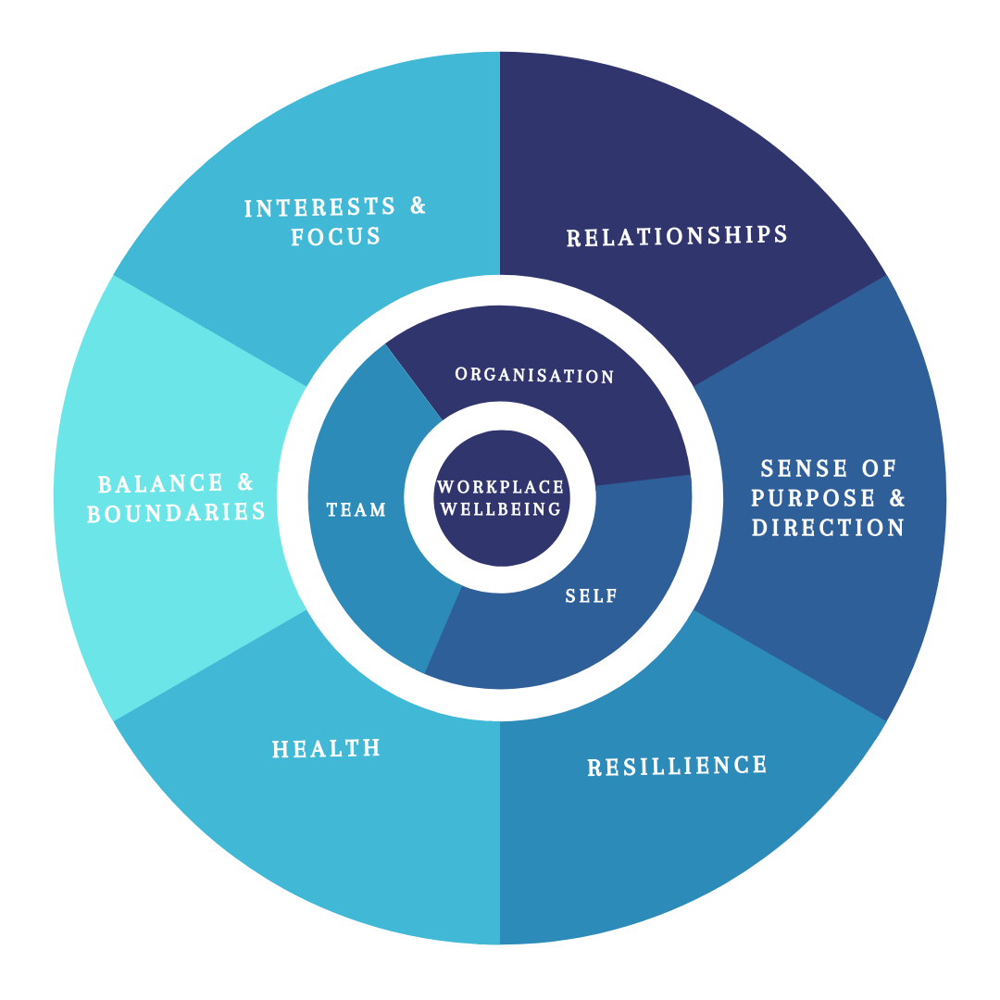 INTERESTS &
FOCUS
RELATIONSHIPS
ORGANISATION
BALANCE &
BOUNDARIES
TEAM
WORKPLACE
WELLBEING
SENSE OF
PURPOSE &
DIRECTION
SELF
HEALTH
RESILLIENCE